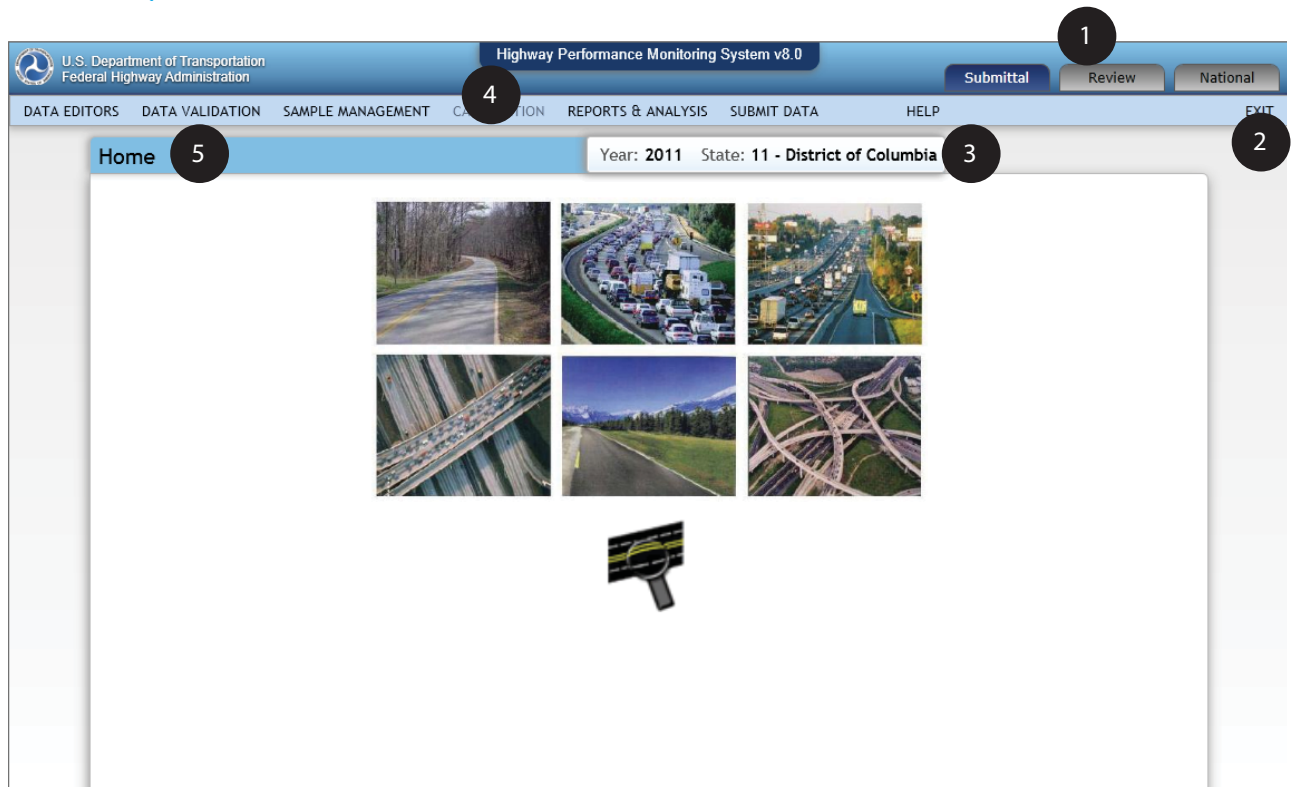 1
U.S. Department of Transportation
Federal Highway Administration
Highway Performance Monitoring System v8.0
Submittal Review National
4
DATA EDITORS DATA VALIDATION SAMPLE MANAGEMENT REPORTS & ANALYSIS SUBMIT DATA HELP EXIT
2
Home 5 Year: 2011 State: 11 - District of Columbia 3